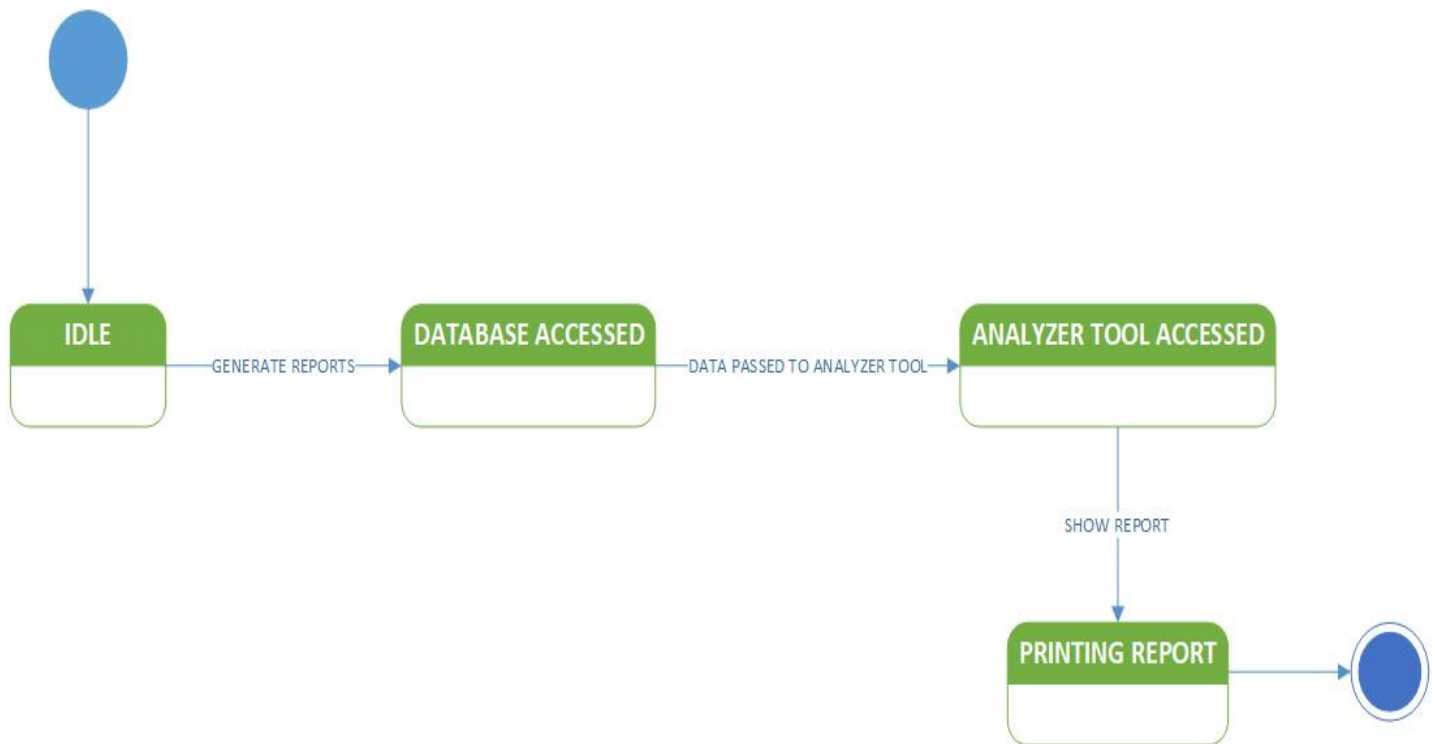 IDLE
GENERATE REPORTS
DATABASE ACCESSED
DATA PASSED TO ANALYZER TOOL
ANALYZER TOOL ACCESSED
SHOW REPORT
PRINTING REPORT